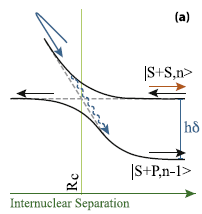 (a)
|S+S,n>
hδ
|S+P,n-1>
Rc
Internuclear Separation